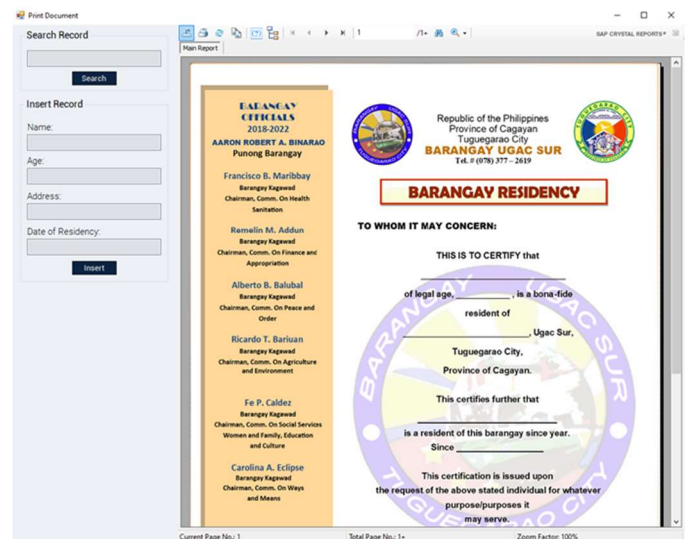 Print Document
Search Record
Search
Insert Record
Name:
Age:
Address:
Date of Residency:
Insert
1
/1+
SAP CRYSTAL REPORTS®
Main Report
BARANGAY
OFFICIALS
2018-2022
AARON ROBERT A. BINARAO
Punong Barangay
Francisco B. Maribbay
Barangay Kagawad
Chairman, Comm. On Health
Sanitation
Romelin M. Addun
Barangay Kagawad
Chairman, Comm. On Finance and
Appropriation
Alberto B. Balubal
Barangay Kagawad
Chairman, Comm. On Peace and
Order
Ricardo T. Bariuan
Barangay Kagawad
Chairman, Comm. On Agriculture
and Environment
Fe P. Caldez
Barangay Kagawad
Chairman, Comm. On Social Services
Women and Family, Education
and Culture
Carolina A. Eclipse
Barangay Kagawad
Chairman, Comm. On Ways
and Means
Republic of the Philippines
Province of Cagayan
Tuguegarao City
BARANGAY UGAC SUR
Tel. # (078) 377 – 2619
BARANGAY RESIDENCY
TO WHOM IT MAY CONCERN:
THIS IS TO CERTIFY that
of legal age, __________ , is a bona-fide
resident of
__________, Ugac Sur,
Tuguegarao City,
Province of Cagayan.
This certifies further that
is a resident of this barangay since year.
Since __________
This certification is issued upon
the request of the above stated individual for whatever
purpose/purposes it
may serve.
BARANGAY UGAC SUR
TUGUEGARAO CITY
Current Page No.: 1
Total Page No.: 1+
Zoom Factor: 100%